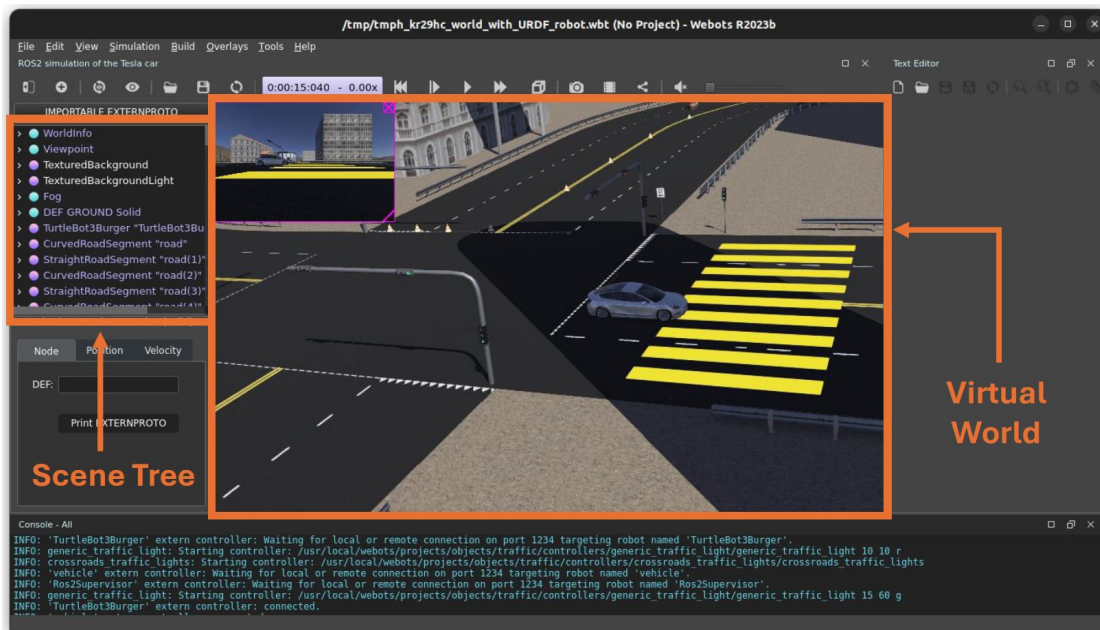 /tmp/tmph_kr29hc_world_with_URDF_robot.wbt (No Project) - Webots R2023b
File Edit View Simulation Build Overlays Tools Help
ROS2 simulation of the Tesla car
Text Editor
0:00:15:040 - 0.00x
IMPORTABLE EXTERNPROTO
WorldInfo
Viewpoint
TexturedBackground
TexturedBackgroundLight
Fog
DEF GROUND Solid
TurtleBot3Burger "TurtleBot3Bu
CurvedRoadSegment "road"
StraightRoadSegment "road(1)"
CurvedRoadSegment "road(2)"
StraightRoadSegment "road(3)"
CurvedRoadSegment "road(4)"
Node Position Velocity
DEF:
Print EXTERNPROTO
Scene Tree
Virtual
World
Console - All
INFO: 'TurtleBot3Burger' extern controller: Waiting for local or remote connection on port 1234 targeting robot named 'TurtleBot3Burger'.
INFO: generic_traffic_light: Starting controller: /usr/local/webots/projects/objects/traffic/controllers/generic_traffic_light/generic_traffic_light 10 10 r
INFO: crossroads_traffic_lights: Starting controller: /usr/local/webots/projects/objects/traffic/controllers/crossroads_traffic_lights/crossroads_traffic_lights
INFO: 'vehicle' extern controller: Waiting for local or remote connection on port 1234 targeting robot named 'vehicle'.
INFO: 'Ros2Supervisor' extern controller: Waiting for local or remote connection on port 1234 targeting robot named 'Ros2Supervisor'.
INFO: generic_traffic_light: Starting controller: /usr/local/webots/projects/objects/traffic/controllers/generic_traffic_light/generic_traffic_light 15 60 g
INFO: 'TurtleBot3Burger' extern controller: connected.